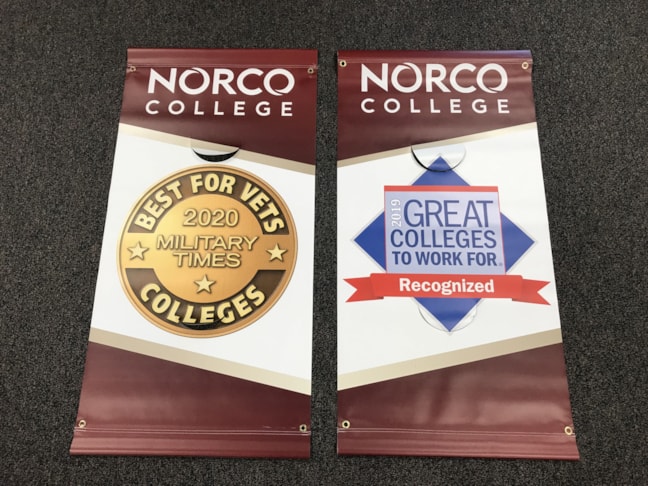 NORCO
COLLEGE
BEST FOR VETS
2020
MILITARY
TIMES
COLLEGES
NORCO
COLLEGE
2019
GREAT
COLLEGES
TO WORK FOR®
Recognized